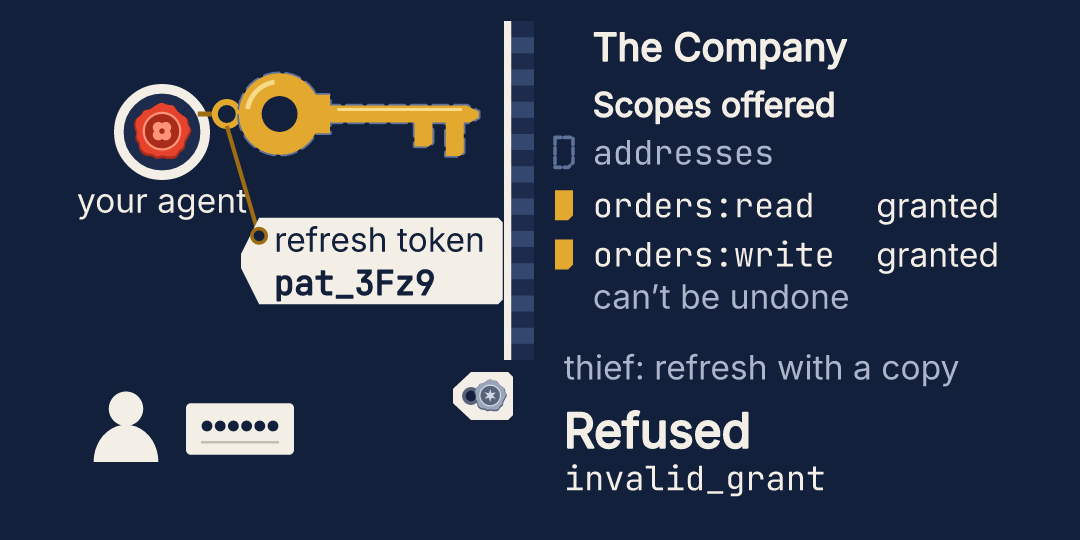 your agent
refresh token
pat_3Fz9
The Company
Scopes offered
addresses
orders:read granted
orders:write granted
can’t be undone
thief: refresh with a copy
Refused
invalid_grant